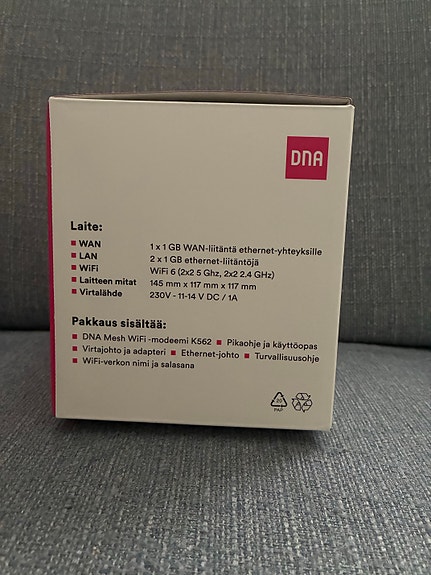 DNA
Laite:
■ WAN 1 x 1 GB WAN-liitäntä ethernet-yhteyksille
■ LAN 2 x 1 GB ethernet-liitäntöjä
■ WiFi WiFi 6 (2x2 5 Ghz, 2x2 2.4 GHz)
■ Laitteen mitat 145 mm x 117 mm x 117 mm
■ Virtalähde 230V - 11-14 V DC / 1A
Pakkaus sisältää:
■ DNA Mesh WiFi -modeemi K562 ■ Pikaohje ja käyttöopas
■ Virtajohto ja adapteri ■ Ethernet-johto ■ Turvallisuusohje
■ WiFi-verkon nimi ja salasana
PAP